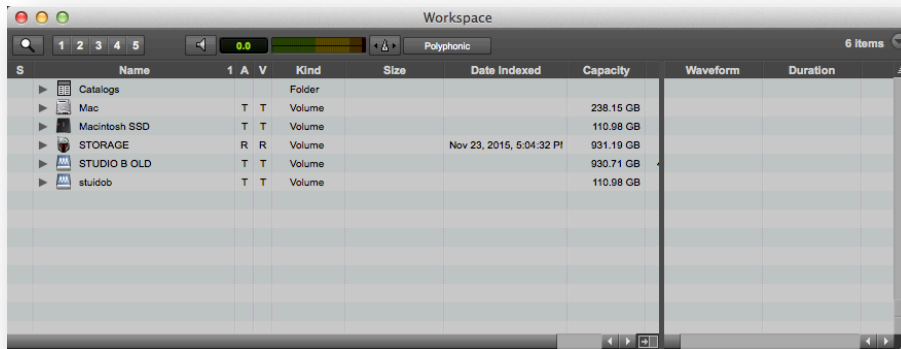 Workspace
1 2 3 4 5 0.0 Polyphonic 6 items
S Name 1 A V Kind Size Date Indexed Capacity Waveform Duration
Catalogs Folder
Mac T T Volume 238.15 GB
Macintosh SSD T T Volume 110.98 GB
STORAGE R R Volume Nov 23, 2015, 5:04:32 PM 931.19 GB
STUDIO B OLD T T Volume 930.71 GB
stuidob T T Volume 110.98 GB